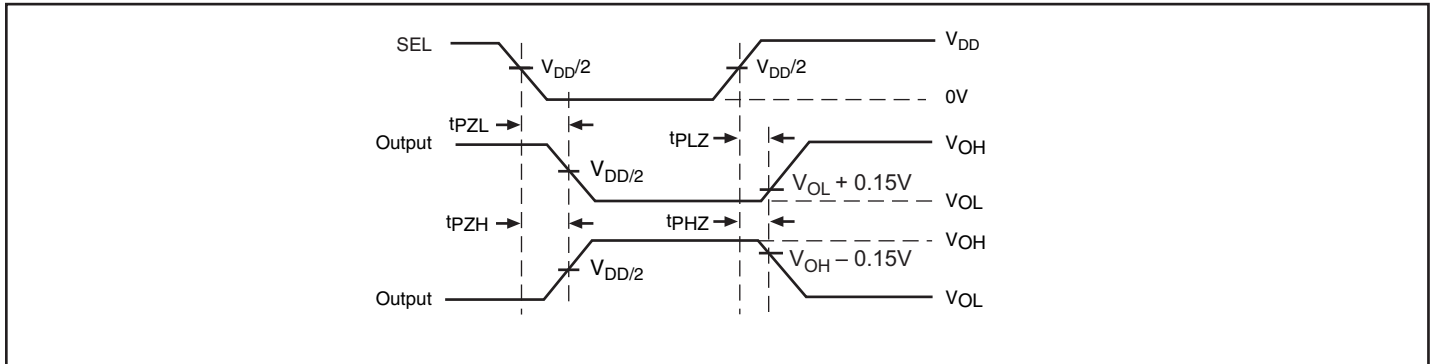 SEL
VDD/2
VDD/2
VDD
0V
tPZL
tPLZ
Output
VDD/2
VOH
VOL + 0.15V
VOL
tPZH
tPHZ
VOH
VDD/2
VOH – 0.15V
Output
VOL